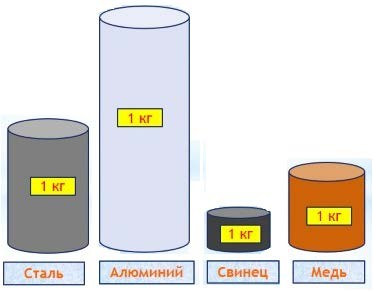 1 кг
1 кг
1 кг
1 кг
Сталь
Алюминий
Свинец
Медь